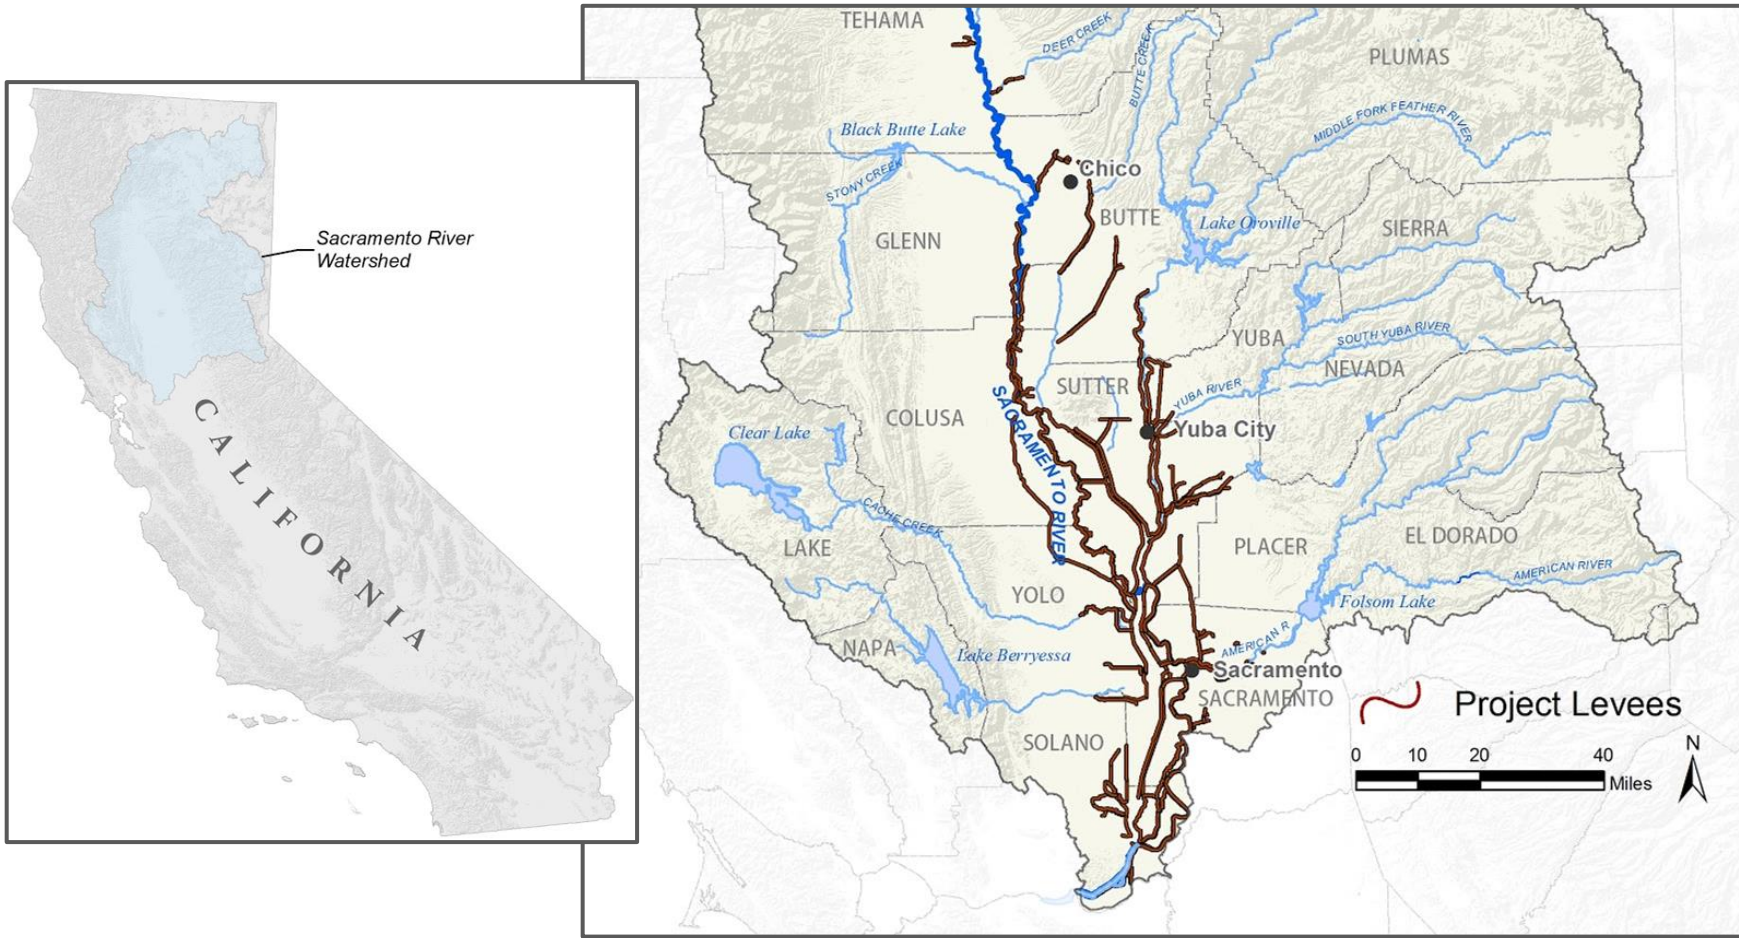 Sacramento River
Watershed
CALIFORNIA
TEHAMA
DEER CREEK
BUTTE CREEK
PLUMAS
Black Butte Lake
MIDDLE FORK FEATHER RIVER
STONY CREEK
Chico
BUTTE
Lake Oroville
SIERRA
GLENN
YUBA
SOUTH YUBA RIVER
NEVADA
SUTTER
YUBA RIVER
COLUSA
SACRAMENTO RIVER
Yuba City
Clear Lake
CACHE CREEK
LAKE
PLACER
EL DORADO
AMERICAN RIVER
YOLO
Folsom Lake
NAPA
Lake Berryessa
AMERICAN R.
Sacramento
SACRAMENTO
SOLANO
Project Levees
0 10 20 40
Miles
N